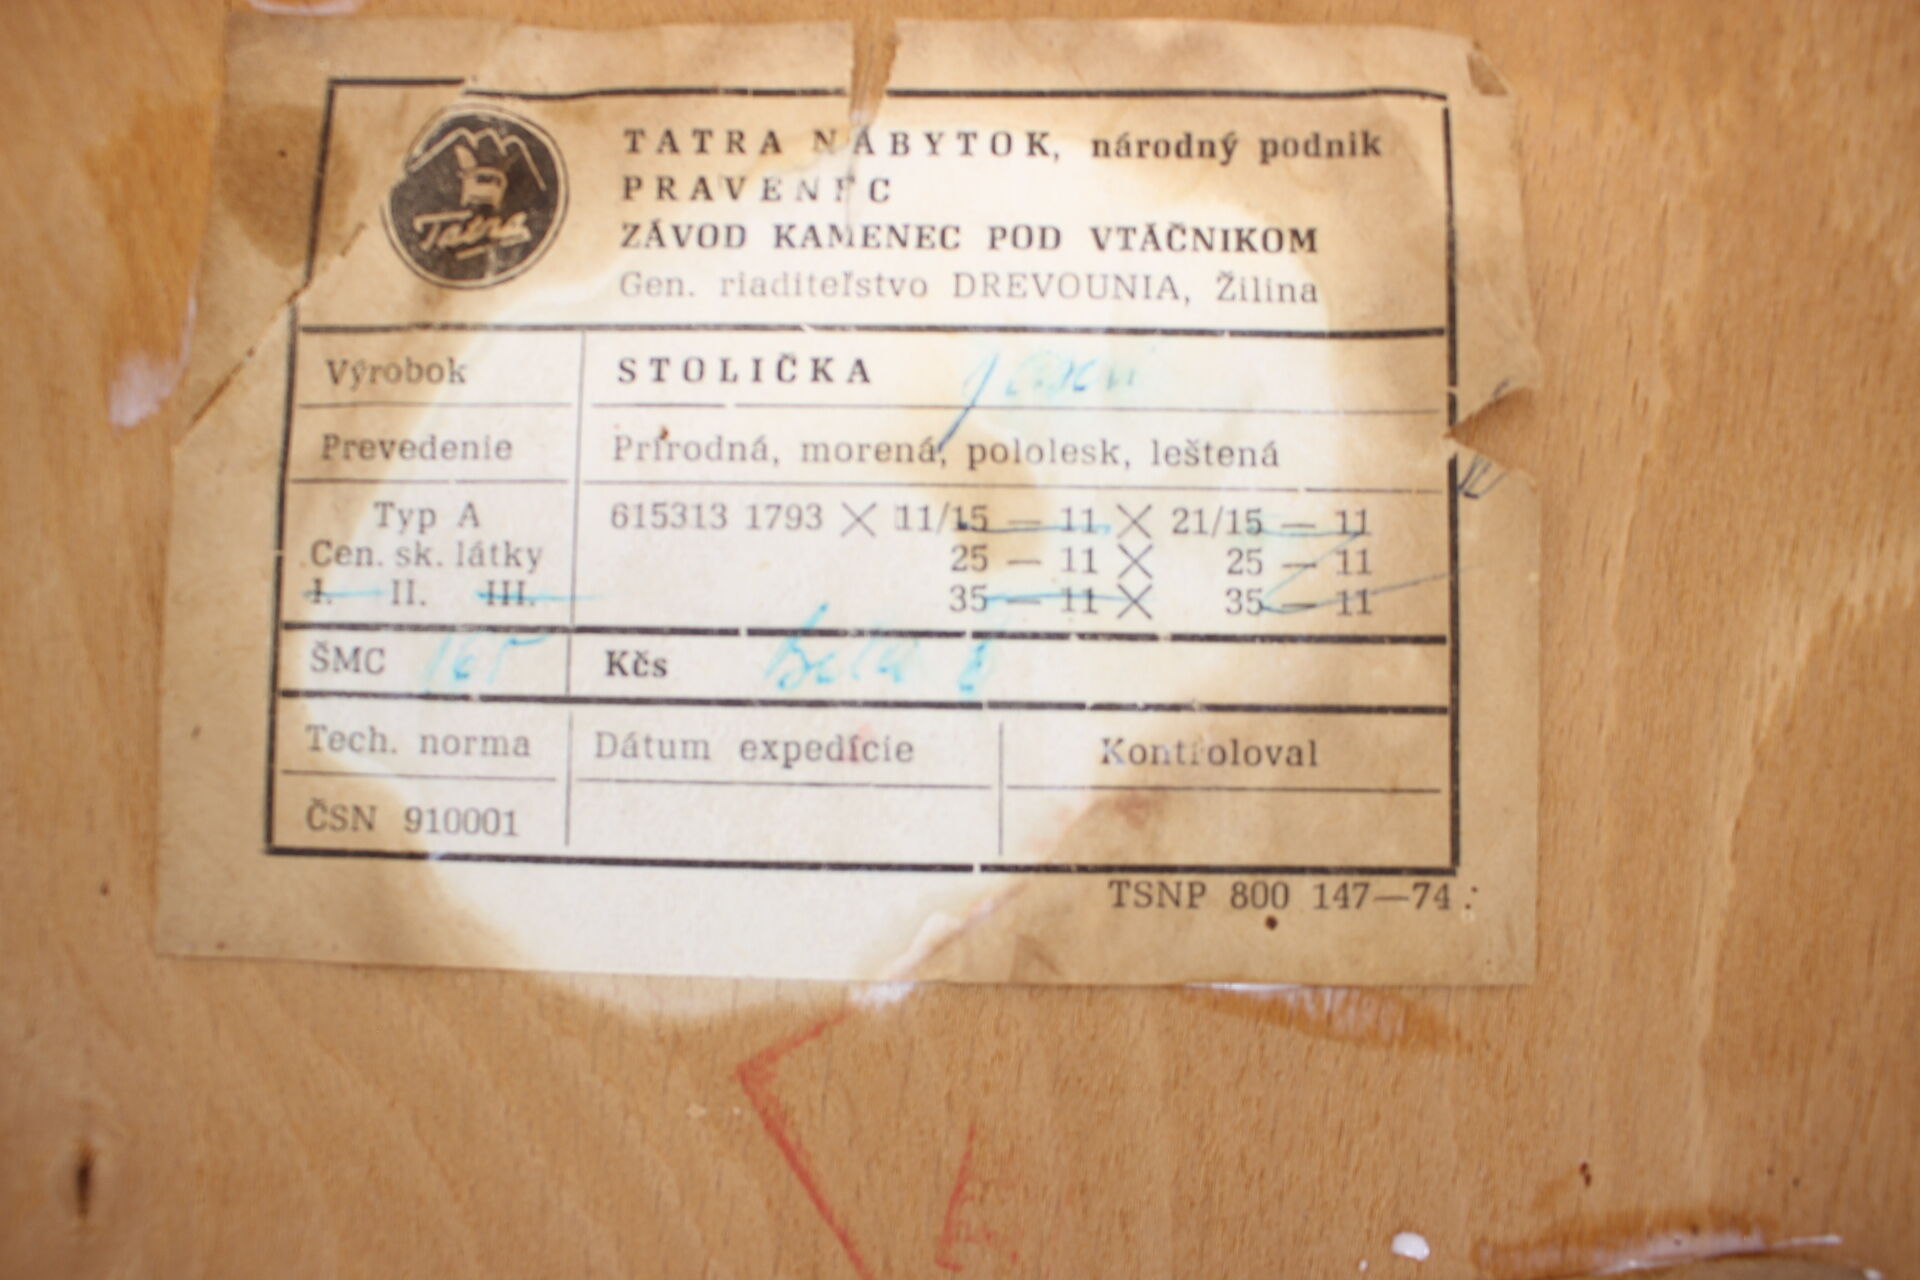 Tatra
TATRA NÁBYTOK, národný podnik
PRAVENEC
ZÁVOD KAMENEC POD VTÁČNIKOM
Gen. riaditeľstvo DREVOUNIA, Žilina
Výrobok STOLIČKA
Prevedenie Prírodná, morená, pololesk, leštená
Typ A 615313 1793 × 11/15 — 11 × 21/15 — 11
Cen. sk. látky 25 — 11 × 25 — 11
I. II. III. 35 — 11 × 35 — 11
ŠMC 165 Kčs
Tech. norma Dátum expedície Kontroloval
ČSN 910001
TSNP 800 147—74